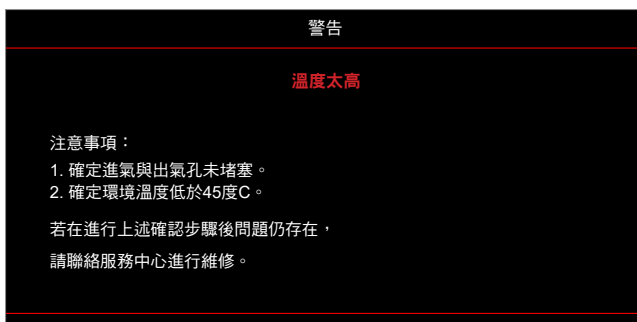 警告
溫度太高
注意事項：
1. 確定進氣與出氣孔未堵塞。
2. 確定環境溫度低於45度C。
若在進行上述確認步驟後問題仍存在，
請聯絡服務中心進行維修。